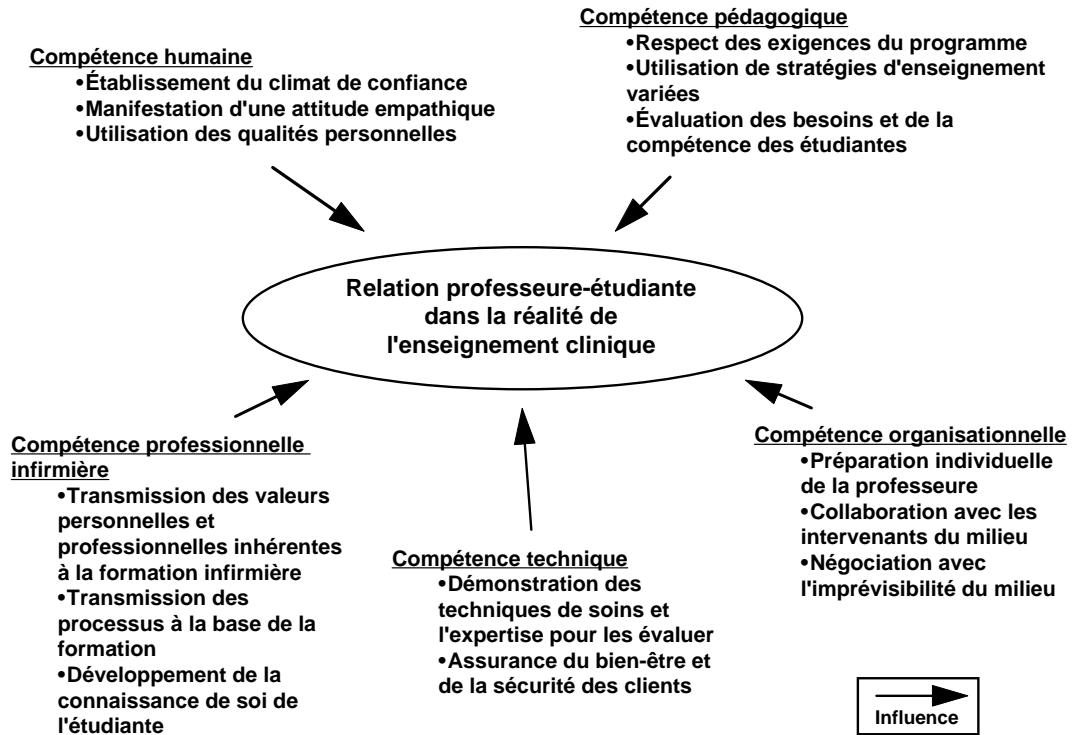 Compétence humaine
•Établissement du climat de confiance
•Manifestation d'une attitude empathique
•Utilisation des qualités personnelles
Compétence pédagogique
•Respect des exigences du programme
•Utilisation de stratégies d'enseignement
variées
•Évaluation des besoins et de la
compétence des étudiantes
Relation professeure-étudiante
dans la réalité de
l'enseignement clinique
Compétence professionnelle
infirmière
•Transmission des valeurs
personnelles et
professionnelles inhérentes
à la formation infirmière
•Transmission des
processus à la base de la
formation
•Développement de la
connaissance de soi de
l'étudiante
Compétence technique
•Démonstration des
techniques de soins et
l'expertise pour les évaluer
•Assurance du bien-être et
de la sécurité des clients
Compétence organisationnelle
•Préparation individuelle
de la professeure
•Collaboration avec les
intervenants du milieu
•Négociation avec
l'imprévisibilité du milieu
Influence